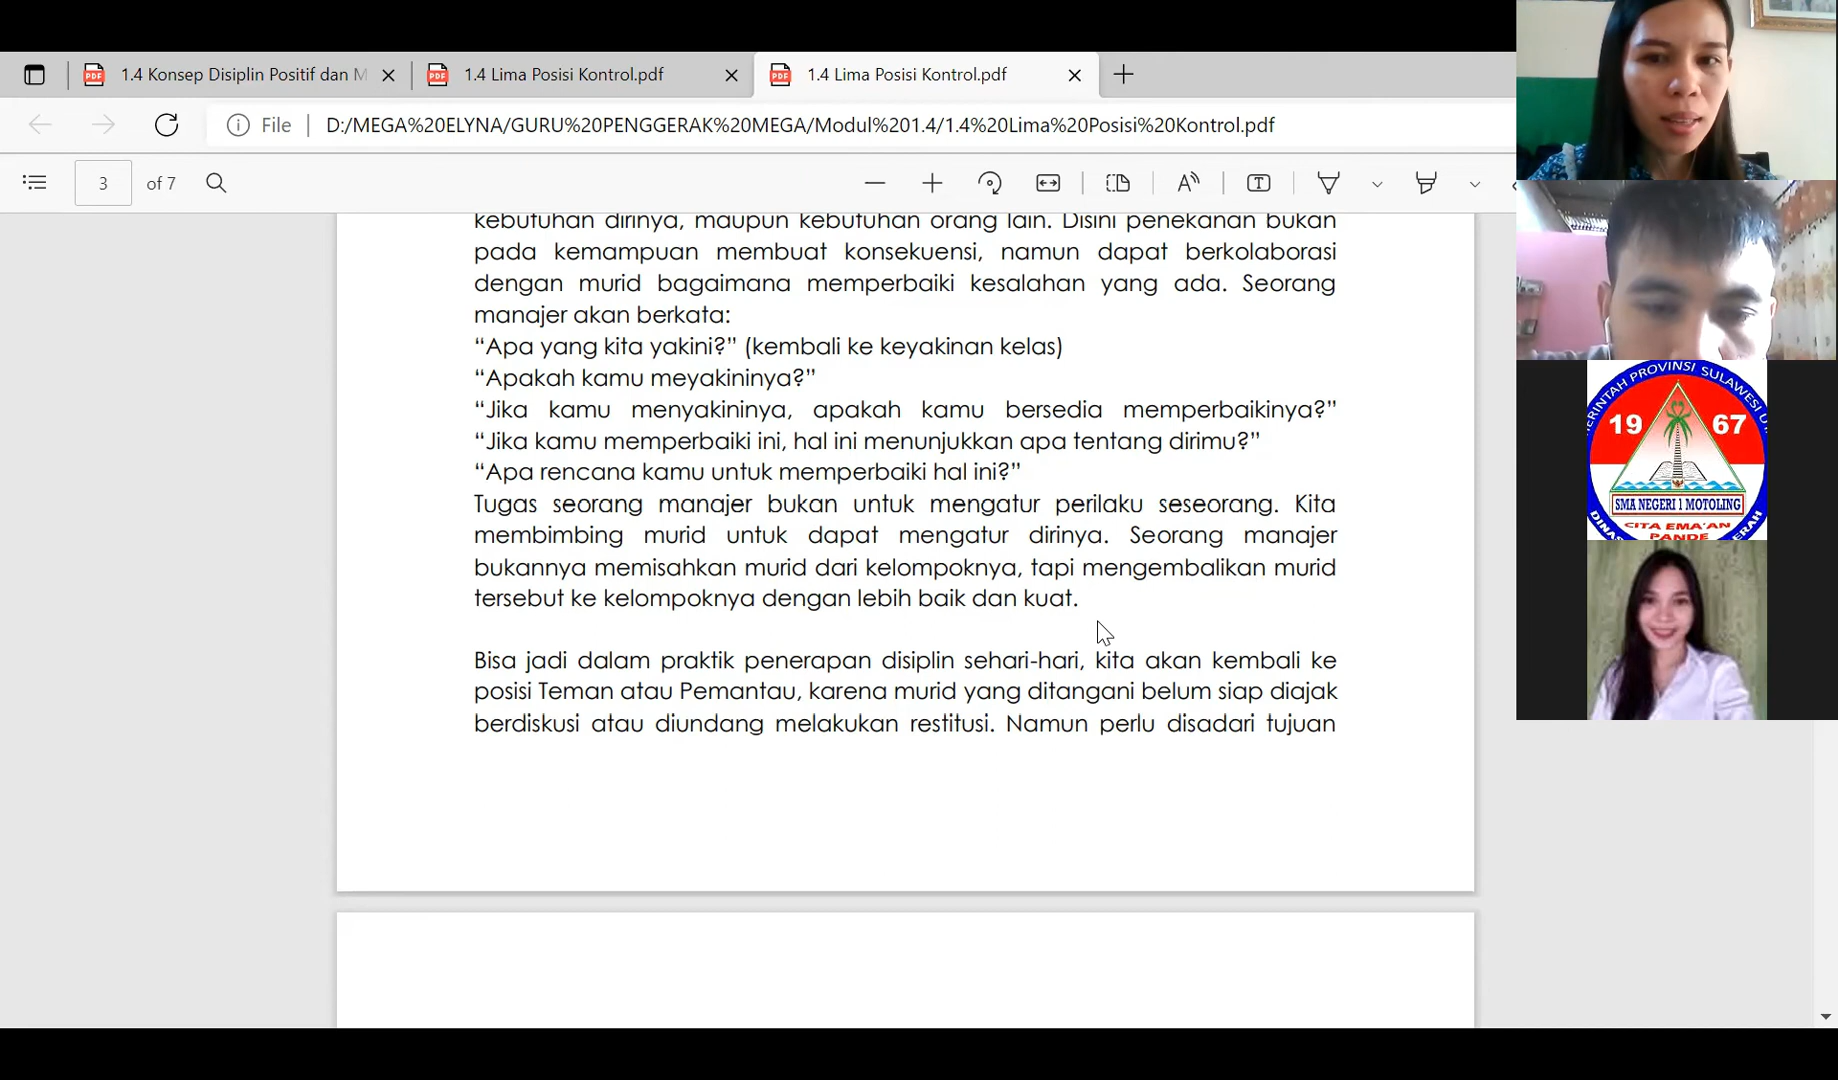 1.4 Konsep Disiplin Positif dan M
1.4 Lima Posisi Kontrol.pdf
1.4 Lima Posisi Kontrol.pdf
File
D:/MEGA%20ELYNA/GURU%20PENGGERAK%20MEGA/Modul%201.4/1.4%20Lima%20Posisi%20Kontrol.pdf
3 of 7
kebutuhan dirinya, maupun kebutuhan orang lain. Disini penekanan bukan
pada kemampuan membuat konsekuensi, namun dapat berkolaborasi
dengan murid bagaimana memperbaiki kesalahan yang ada. Seorang
manajer akan berkata:
“Apa yang kita yakini?” (kembali ke keyakinan kelas)
“Apakah kamu meyakininya?”
“Jika kamu menyakininya, apakah kamu bersedia memperbaikinya?”
“Jika kamu memperbaiki ini, hal ini menunjukkan apa tentang dirimu?”
“Apa rencana kamu untuk memperbaiki hal ini?”
Tugas seorang manajer bukan untuk mengatur perilaku seseorang. Kita
membimbing murid untuk dapat mengatur dirinya. Seorang manajer
bukannya memisahkan murid dari kelompoknya, tapi mengembalikan murid
tersebut ke kelompoknya dengan lebih baik dan kuat.
Bisa jadi dalam praktik penerapan disiplin sehari-hari, kita akan kembali ke
posisi Teman atau Pemantau, karena murid yang ditangani belum siap diajak
berdiskusi atau diundang melakukan restitusi. Namun perlu disadari tujuan
PROVINSI
19 67
SMA NEGERI 1 MOTOLING
CITA EMA'AN
PANDE